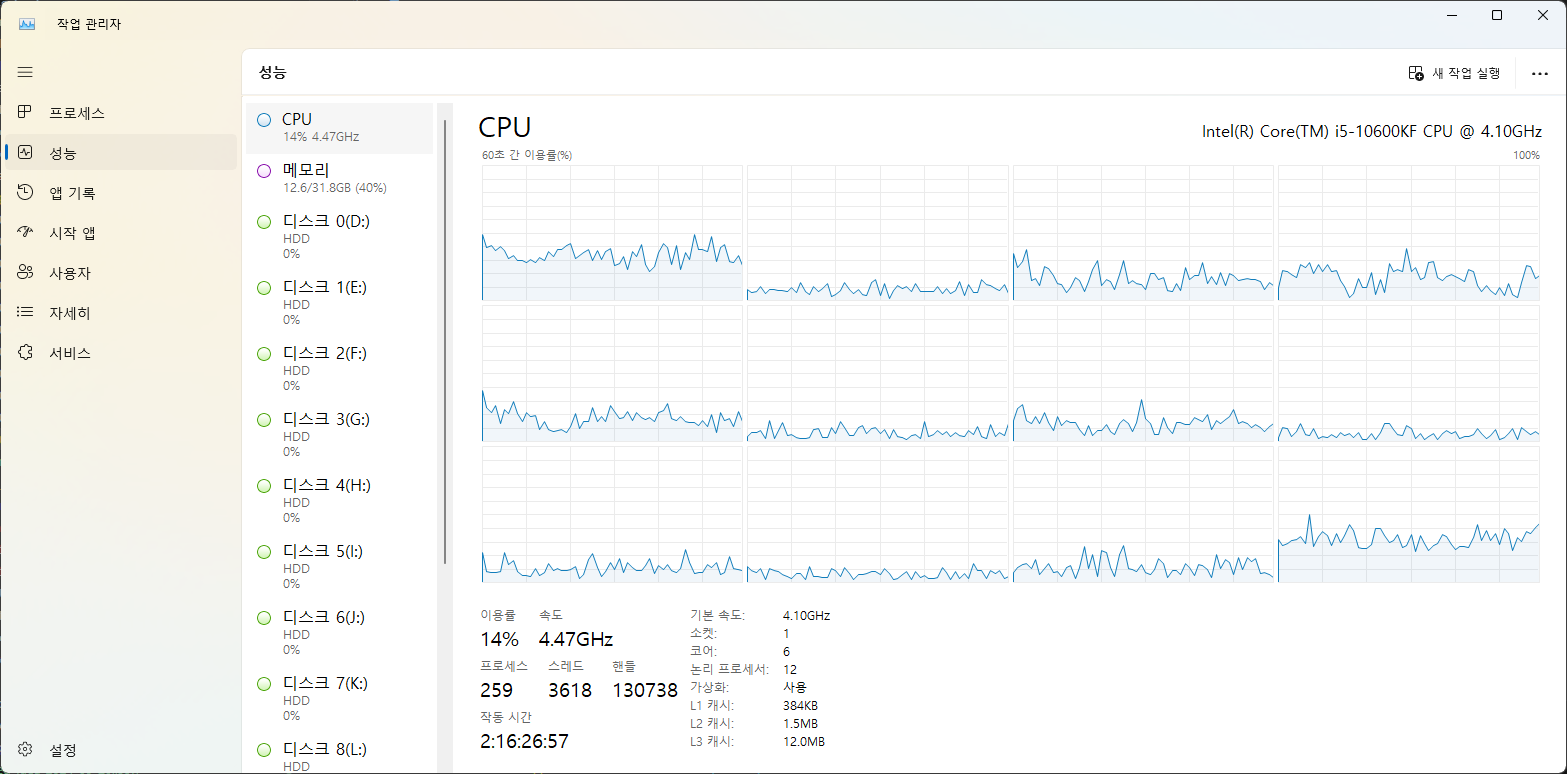 작업 관리자
성능
새 작업 실행
프로세스
성능
앱 기록
시작 앱
사용자
자세히
서비스
설정
CPU
14% 4.47GHz
메모리
12.6/31.8GB (40%)
디스크 0(D:)
HDD
0%
디스크 1(E:)
HDD
0%
디스크 2(F:)
HDD
0%
디스크 3(G:)
HDD
0%
디스크 4(H:)
HDD
0%
디스크 5(I:)
HDD
0%
디스크 6(J:)
HDD
0%
디스크 7(K:)
HDD
0%
디스크 8(L:)
HDD
CPU
Intel(R) Core(TM) i5-10600KF CPU @ 4.10GHz
60초 간 이용률(%)
100%
이용률 속도
14% 4.47GHz
프로세스 스레드 핸들
259 3618 130738
작동 시간
2:16:26:57
기본 속도: 4.10GHz
소켓: 1
코어: 6
논리 프로세서: 12
가상화: 사용
L1 캐시: 384KB
L2 캐시: 1.5MB
L3 캐시: 12.0MB